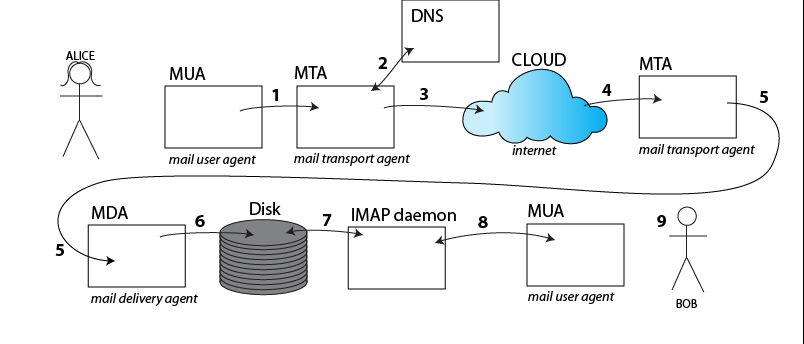 DNS
ALICE
MUA
MTA
2
CLOUD
MTA
1
3
4
5
mail user agent
mail transport agent
internet
mail transport agent
MDA
Disk
IMAP daemon
MUA
5
6
7
8
9
mail delivery agent
mail user agent
BOB